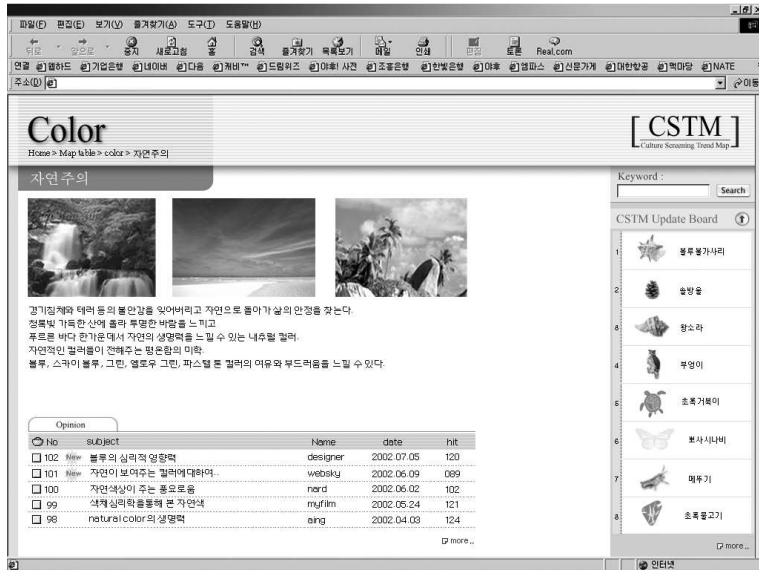 파일(F) 편집(E) 보기(V) 즐겨찾기(A) 도구(T) 도움말(H)
뒤로 앞으로 중지 새로고침 홈 검색 즐겨찾기 목록보기 메일 인쇄 편집 토론 Real.com
연결 웹하드 기업은행 네이버 다음 캐비™ 드림위즈 야후! 사전 조흥은행 한빛은행 야후 엠파스 신문가게 대한항공 먹마당 NATE
주소(D) 이동
Color
Home > Map table > color > 자연주의
[ CSTM ]
Culture Screening Trend Map
자연주의
Keyword :
Search
CSTM Update Board
1 불루불가사리
2 솔방울
8 왕소라
4 부엉이
5 초록거북이
6 뾰사시나비
7 메뚜기
8 초록물고기
more..
경기침체와 테러 등의 불안감을 잊어버리고 자연으로 돌아가 삶의 안정을 찾는다.
청록빛 가득한 산에 올라 투명한 바람을 느끼고
푸르른 바다 한가운데서 자연의 생명력을 느낄 수 있는 내추럴 컬러.
자연적인 컬러들이 전해주는 평온함의 미학.
블루, 스카이 블루, 그린, 옐로우 그린, 파스텔 톤 컬러의 여유와 부드러움을 느낄 수 있다.
Opinion
No subject Name date hit
102 New 블루의 심리적 영향력 designer 2002.07.05 120
101 New 자연이 보여주는 컬러에대하여.. websky 2002.06.09 089
100 자연색상이 주는 풍요로움 nard 2002.06.02 102
99 색채심리학을통해 본 자연색 myfilm 2002.05.24 121
98 natural color의 생명력 aing 2002.04.03 124
more..
인터넷